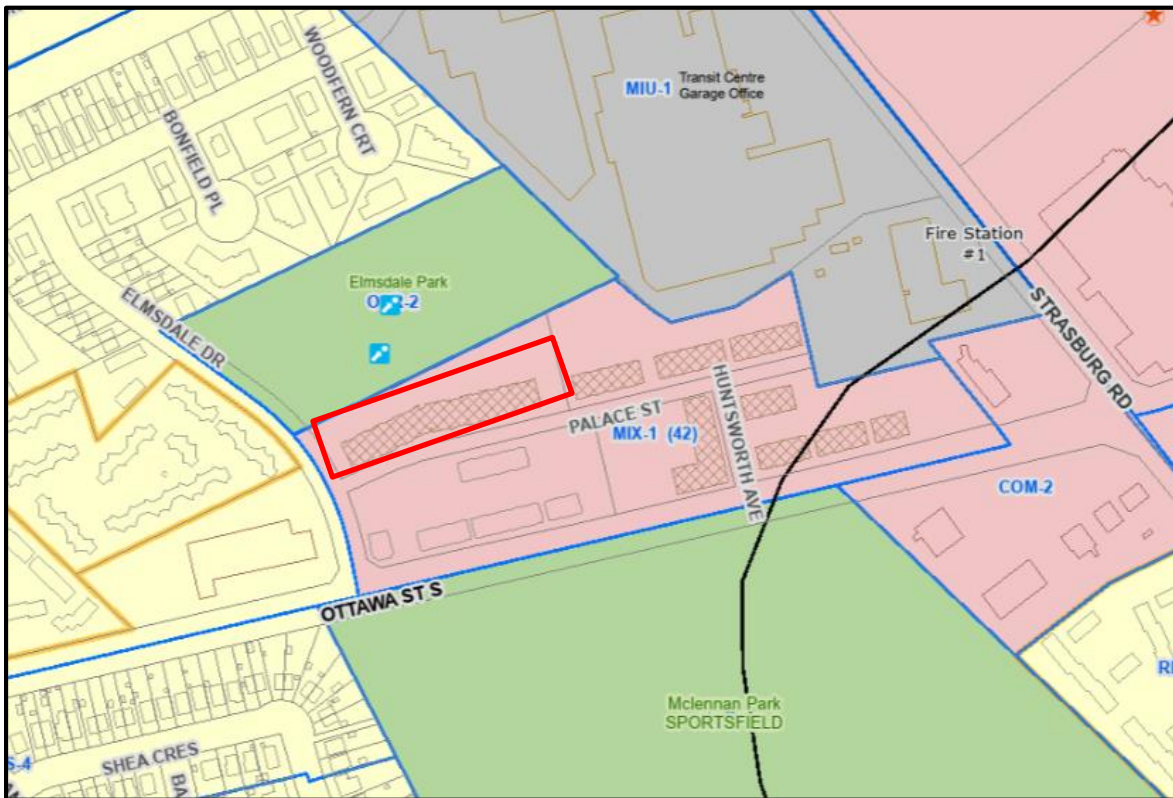 WOODFERN CRT
BONFIELD PL
MIU-1
Transit Centre
Garage Office
Fire Station
#1
Elmsdale Park
ELMSDALE DR
STRASBURG RD
PALACE ST
MIX-1 (42)
HUNTSWORTH AVE
COM-2
OTTAWA ST S
Mclennan Park
SPORTSFIELD
SHEA CRES